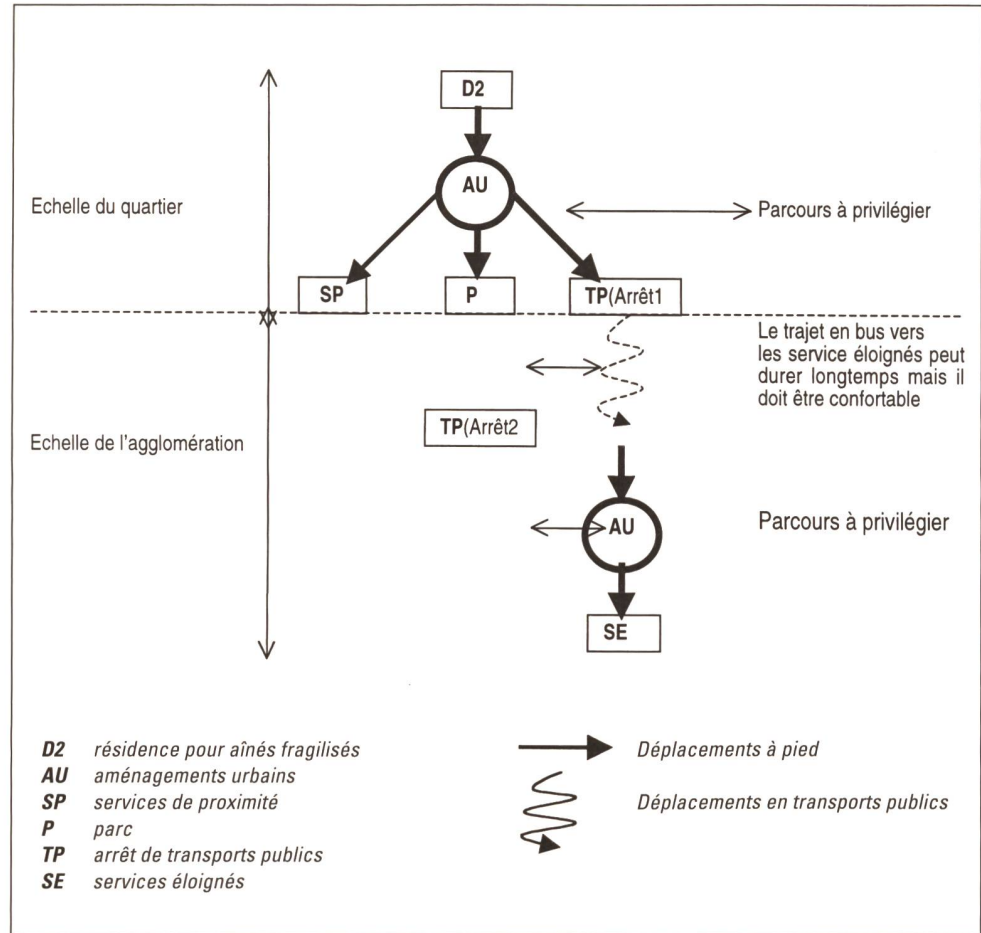 D2
AU
Echelle du quartier
Parcours à privilégier
SP
P
TP(Arrêt1
Le trajet en bus vers
les service éloignés peut
durer longtemps mais il
doit être confortable
TP(Arrêt2
Echelle de l'agglomération
AU
Parcours à privilégier
SE
D2 résidence pour aînés fragilisés
AU aménagements urbains
SP services de proximité
P parc
TP arrêt de transports publics
SE services éloignés
Déplacements à pied
Déplacements en transports publics